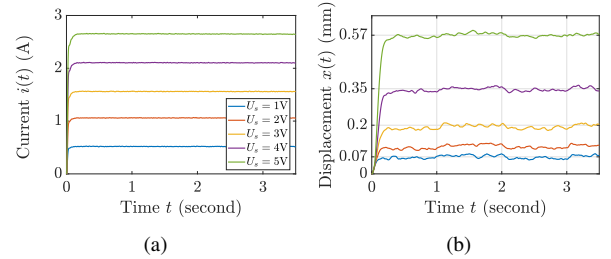 3
2
1
0
0 1 2 3
Current i(t) (A)
Time t (second)
U_s = 1V
U_s = 2V
U_s = 3V
U_s = 4V
U_s = 5V
(a)
0.57
0.35
0.2
0.07
0
0 1 2 3
Displacement x(t) (mm)
Time t (second)
(b)